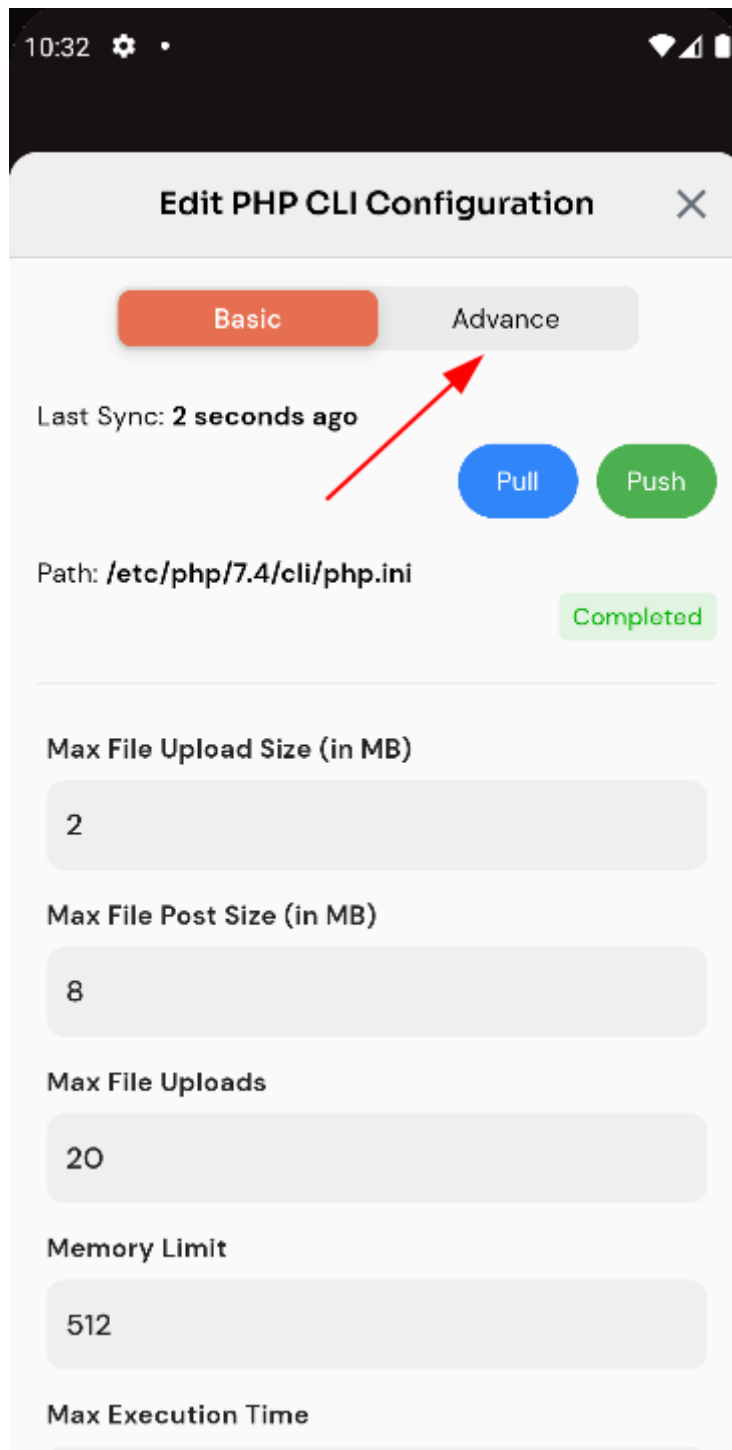 10:32
Edit PHP CLI Configuration
Basic
Advance
Last Sync: 2 seconds ago
Pull
Push
Path: /etc/php/7.4/cli/php.ini
Completed
Max File Upload Size (in MB)
2
Max File Post Size (in MB)
8
Max File Uploads
20
Memory Limit
512
Max Execution Time